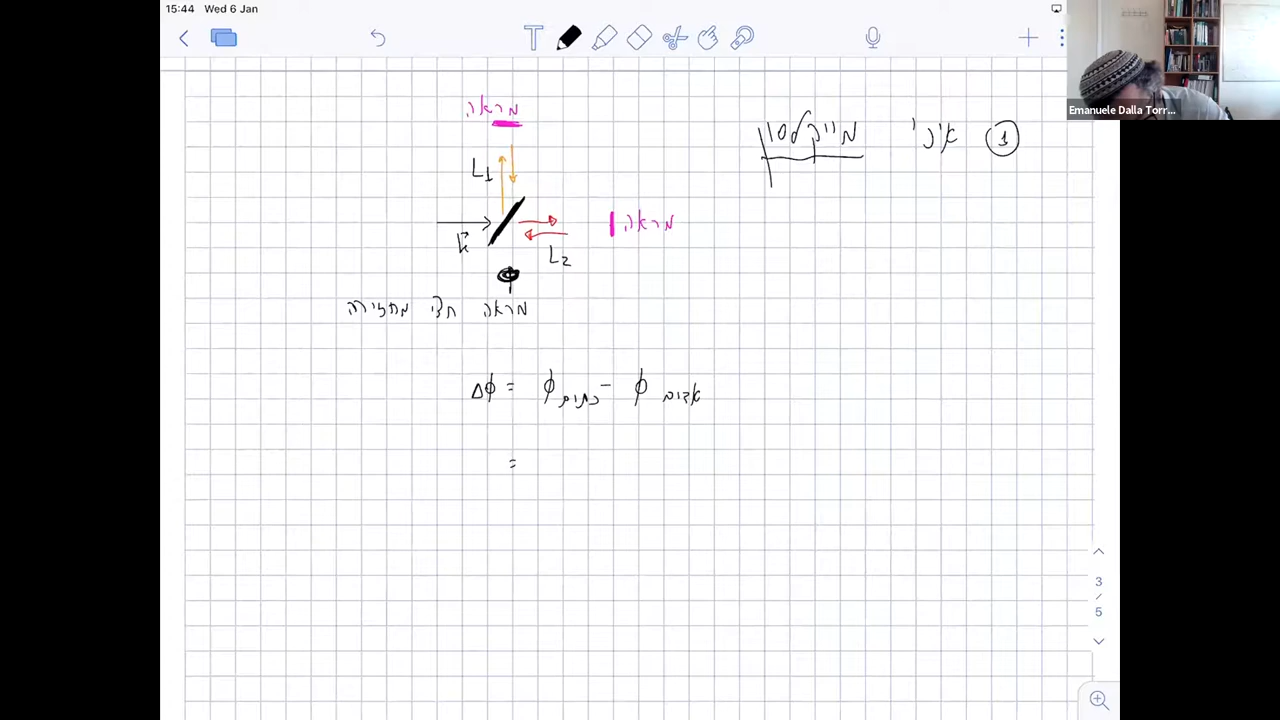 15:44 Wed 6 Jan
Emanuele Dalla Torr...
① מייקלסון
מראה
L₁
k⃗
מראה
L₂
מראה חצי מחזירה
Δϕ = ϕ כתום − ϕ אדום
=
3
/
5